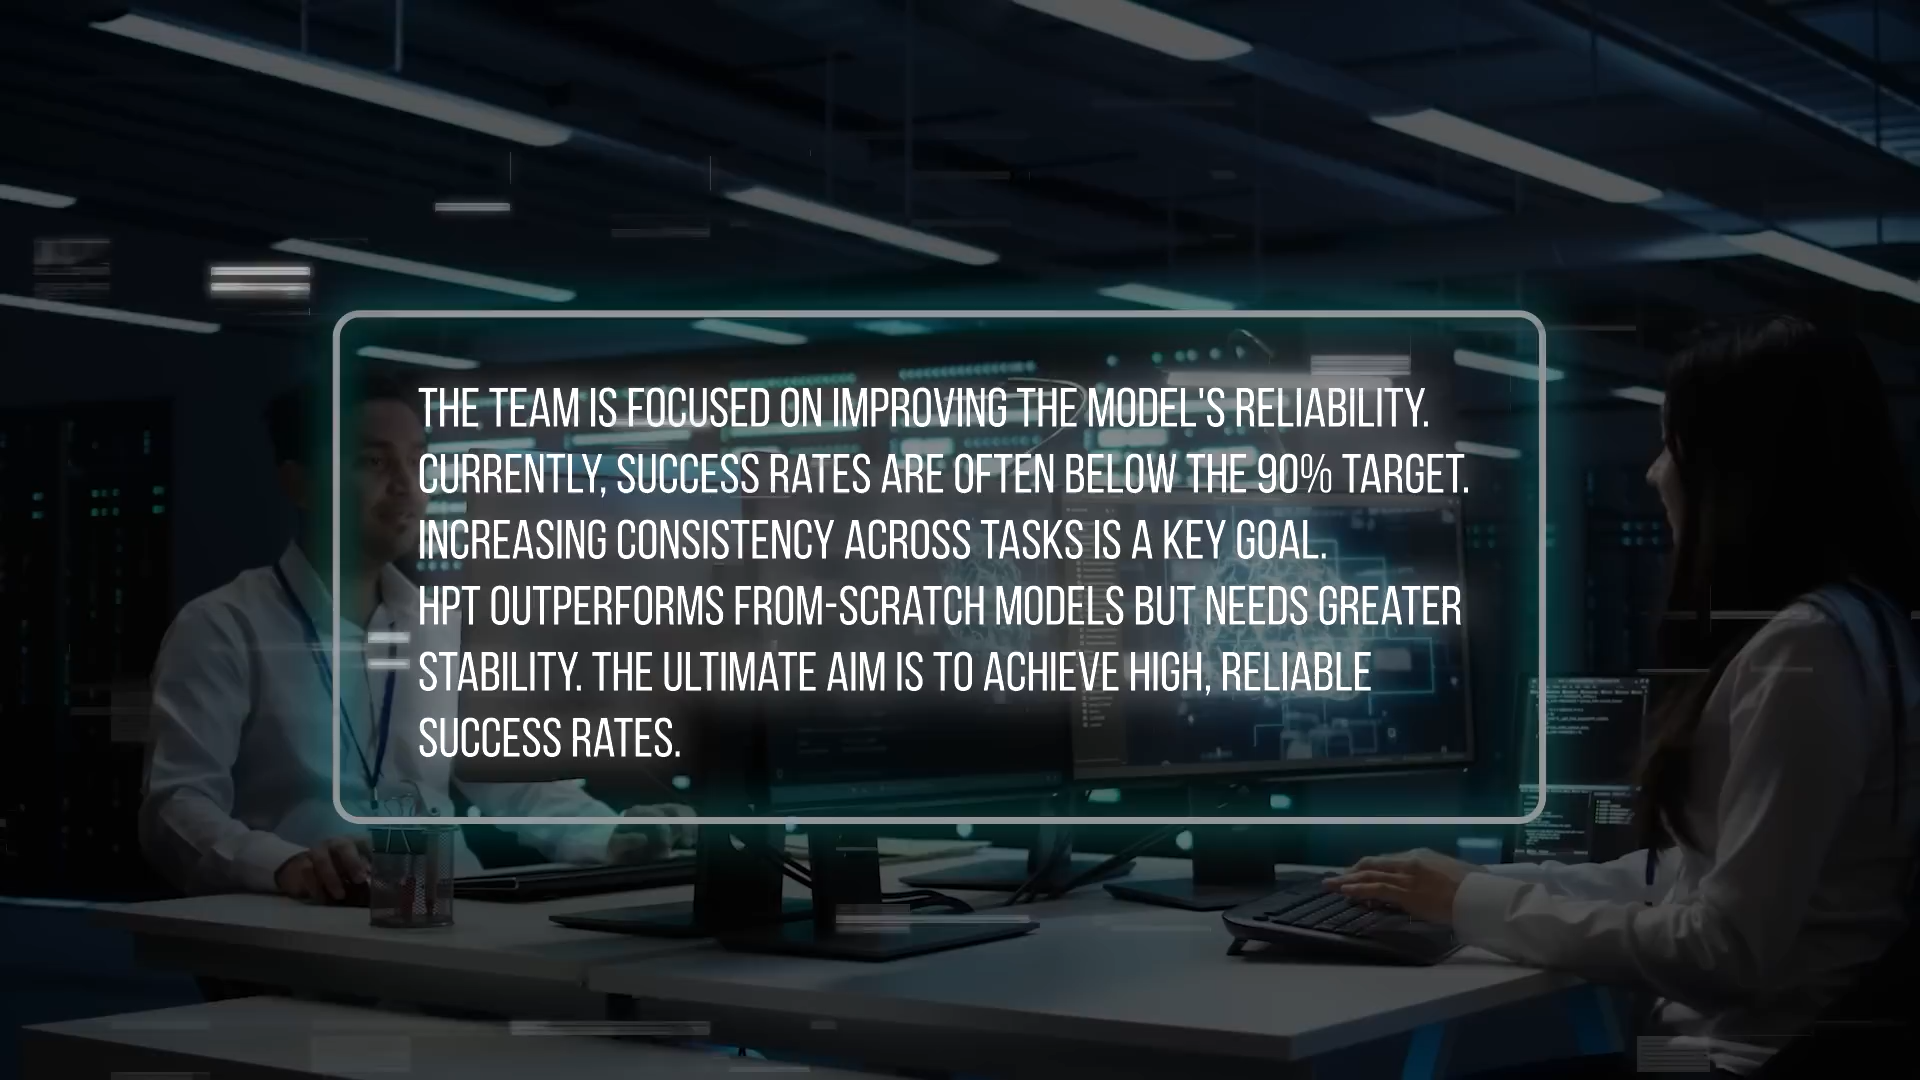 THE TEAM IS FOCUSED ON IMPROVING THE MODEL'S RELIABILITY.
CURRENTLY, SUCCESS RATES ARE OFTEN BELOW THE 90% TARGET.
INCREASING CONSISTENCY ACROSS TASKS IS A KEY GOAL.
HPT OUTPERFORMS FROM-SCRATCH MODELS BUT NEEDS GREATER
STABILITY. THE ULTIMATE AIM IS TO ACHIEVE HIGH, RELIABLE
SUCCESS RATES.